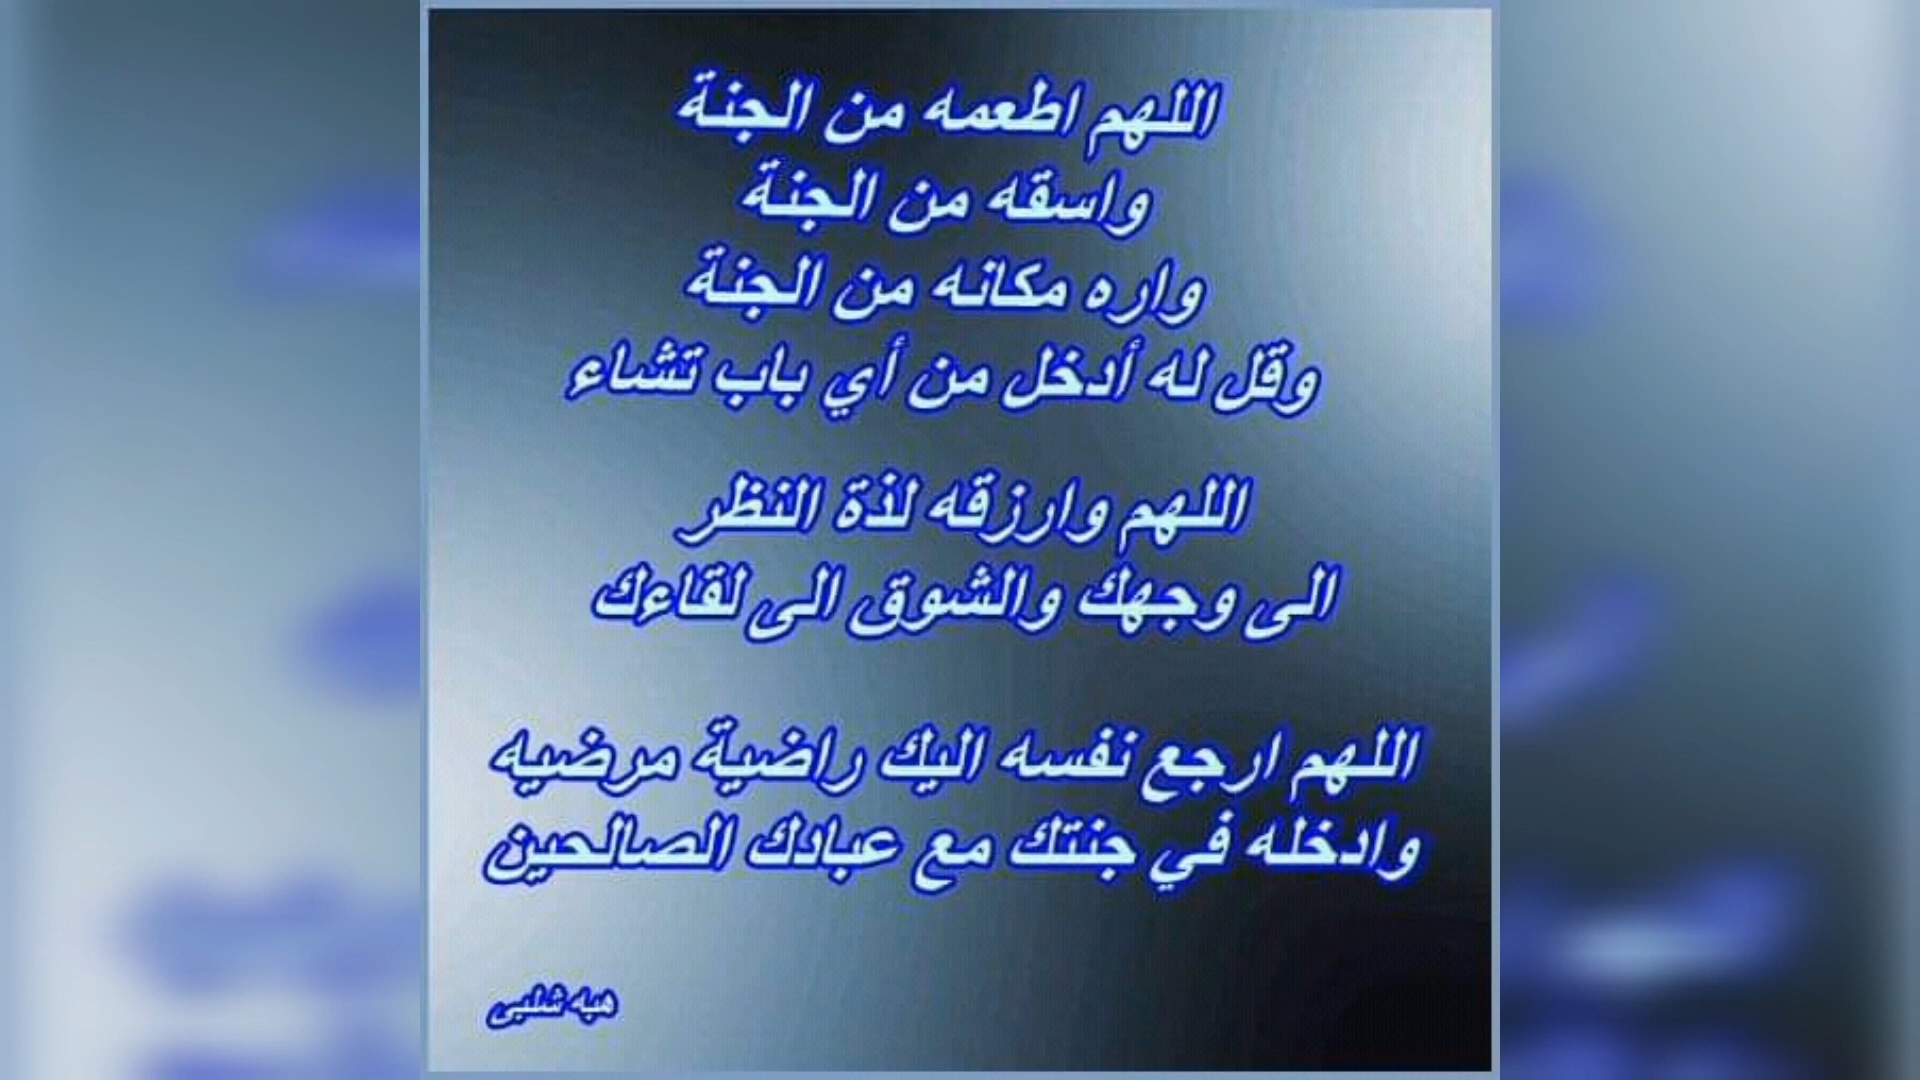 اللهم اطعمه من الجنة
واسقه من الجنة
واره مكانه من الجنة
وقل له أدخل من أي باب تشاء
اللهم وارزقه لذة النظر
الى وجهك والشوق الى لقاءك
اللهم ارجع نفسه اليك راضية مرضيه
وادخله في جنتك مع عبادك الصالحين
هبه شلبى